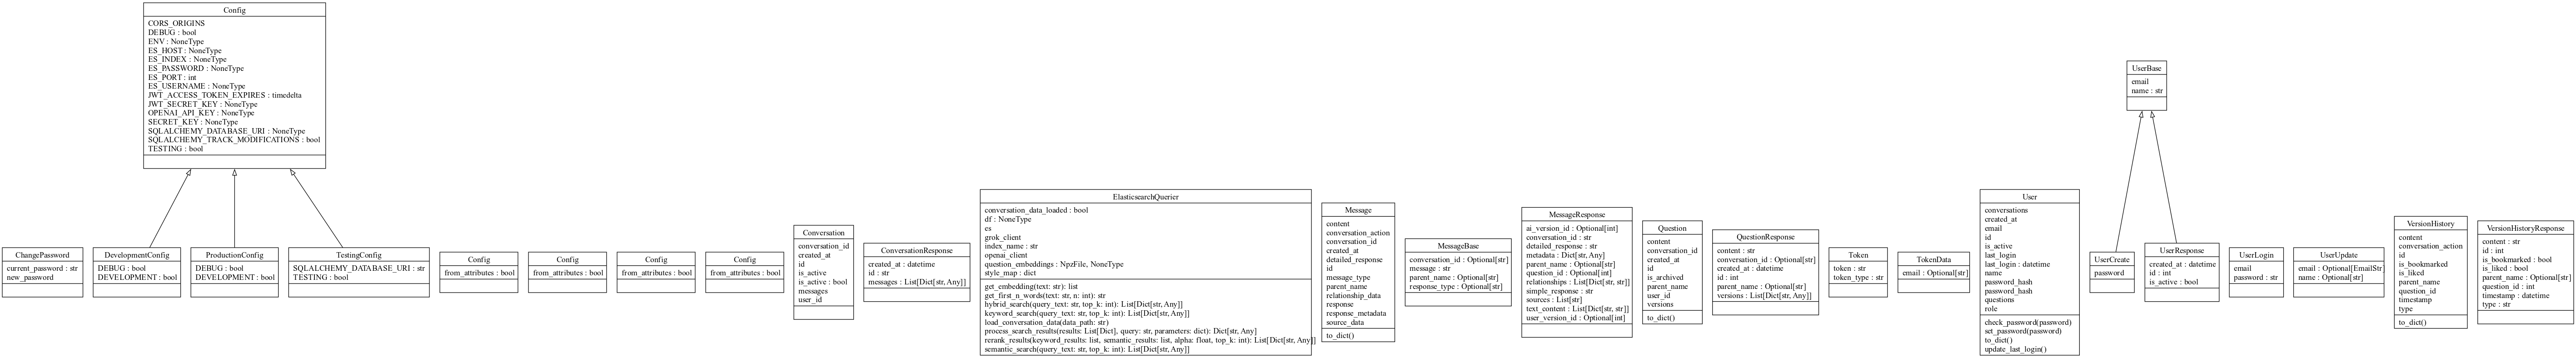 Config
CORS_ORIGINS
DEBUG : bool
ENV : NoneType
ES_HOST : NoneType
ES_INDEX : NoneType
ES_PASSWORD : NoneType
ES_PORT : int
ES_USERNAME : NoneType
JWT_ACCESS_TOKEN_EXPIRES : timedelta
JWT_SECRET_KEY : NoneType
OPENAI_API_KEY : NoneType
SECRET_KEY : NoneType
SQLALCHEMY_DATABASE_URI : NoneType
SQLALCHEMY_TRACK_MODIFICATIONS : bool
TESTING : bool
ChangePassword
current_password : str
new_password
DevelopmentConfig
DEBUG : bool
DEVELOPMENT : bool
ProductionConfig
DEBUG : bool
DEVELOPMENT : bool
TestingConfig
SQLALCHEMY_DATABASE_URI : str
TESTING : bool
Config
from_attributes : bool
Config
from_attributes : bool
Config
from_attributes : bool
Config
from_attributes : bool
Conversation
conversation_id
created_at
id
is_active
is_active : bool
messages
user_id
ConversationResponse
created_at : datetime
id : str
messages : List[Dict[str, Any]]
ElasticsearchQuerier
conversation_data_loaded : bool
df : NoneType
es
grok_client
index_name : str
openai_client
question_embeddings : NpzFile, NoneType
style_map : dict
get_embedding(text: str): list
get_first_n_words(text: str, n: int): str
hybrid_search(query_text: str, top_k: int): List[Dict[str, Any]]
keyword_search(query_text: str, top_k: int): List[Dict[str, Any]]
load_conversation_data(data_path: str)
process_search_results(results: List[Dict], query: str, parameters: dict): Dict[str, Any]
rerank_results(keyword_results: list, semantic_results: list, alpha: float, top_k: int): List[Dict[str, Any]]
semantic_search(query_text: str, top_k: int): List[Dict[str, Any]]
Message
content
conversation_action
conversation_id
created_at
detailed_response
id
message_type
parent_name
relationship_data
response
response_metadata
source_data
to_dict()
MessageBase
conversation_id : Optional[str]
message : str
parent_name : Optional[str]
response_type : Optional[str]
MessageResponse
ai_version_id : Optional[int]
conversation_id : str
detailed_response : str
metadata : Dict[str, Any]
parent_name : Optional[str]
question_id : Optional[int]
relationships : List[Dict[str, str]]
simple_response : str
sources : List[str]
text_content : List[Dict[str, str]]
user_version_id : Optional[int]
Question
content
conversation_id
created_at
id
is_archived
parent_name
user_id
versions
to_dict()
QuestionResponse
content : str
conversation_id : Optional[str]
created_at : datetime
id : int
parent_name : Optional[str]
versions : List[Dict[str, Any]]
Token
token : str
token_type : str
TokenData
email : Optional[str]
User
conversations
created_at
email
id
is_active
last_login
last_login : datetime
name
password_hash
password_hash
questions
role
check_password(password)
set_password(password)
to_dict()
update_last_login()
UserBase
email
name : str
UserCreate
password
UserResponse
created_at : datetime
id : int
is_active : bool
UserLogin
email
password : str
UserUpdate
email : Optional[EmailStr]
name : Optional[str]
VersionHistory
content
conversation_action
id
is_bookmarked
is_liked
parent_name
question_id
timestamp
type
to_dict()
VersionHistoryResponse
content : str
id : int
is_bookmarked : bool
is_liked : bool
parent_name : Optional[str]
question_id : int
timestamp : datetime
type : str